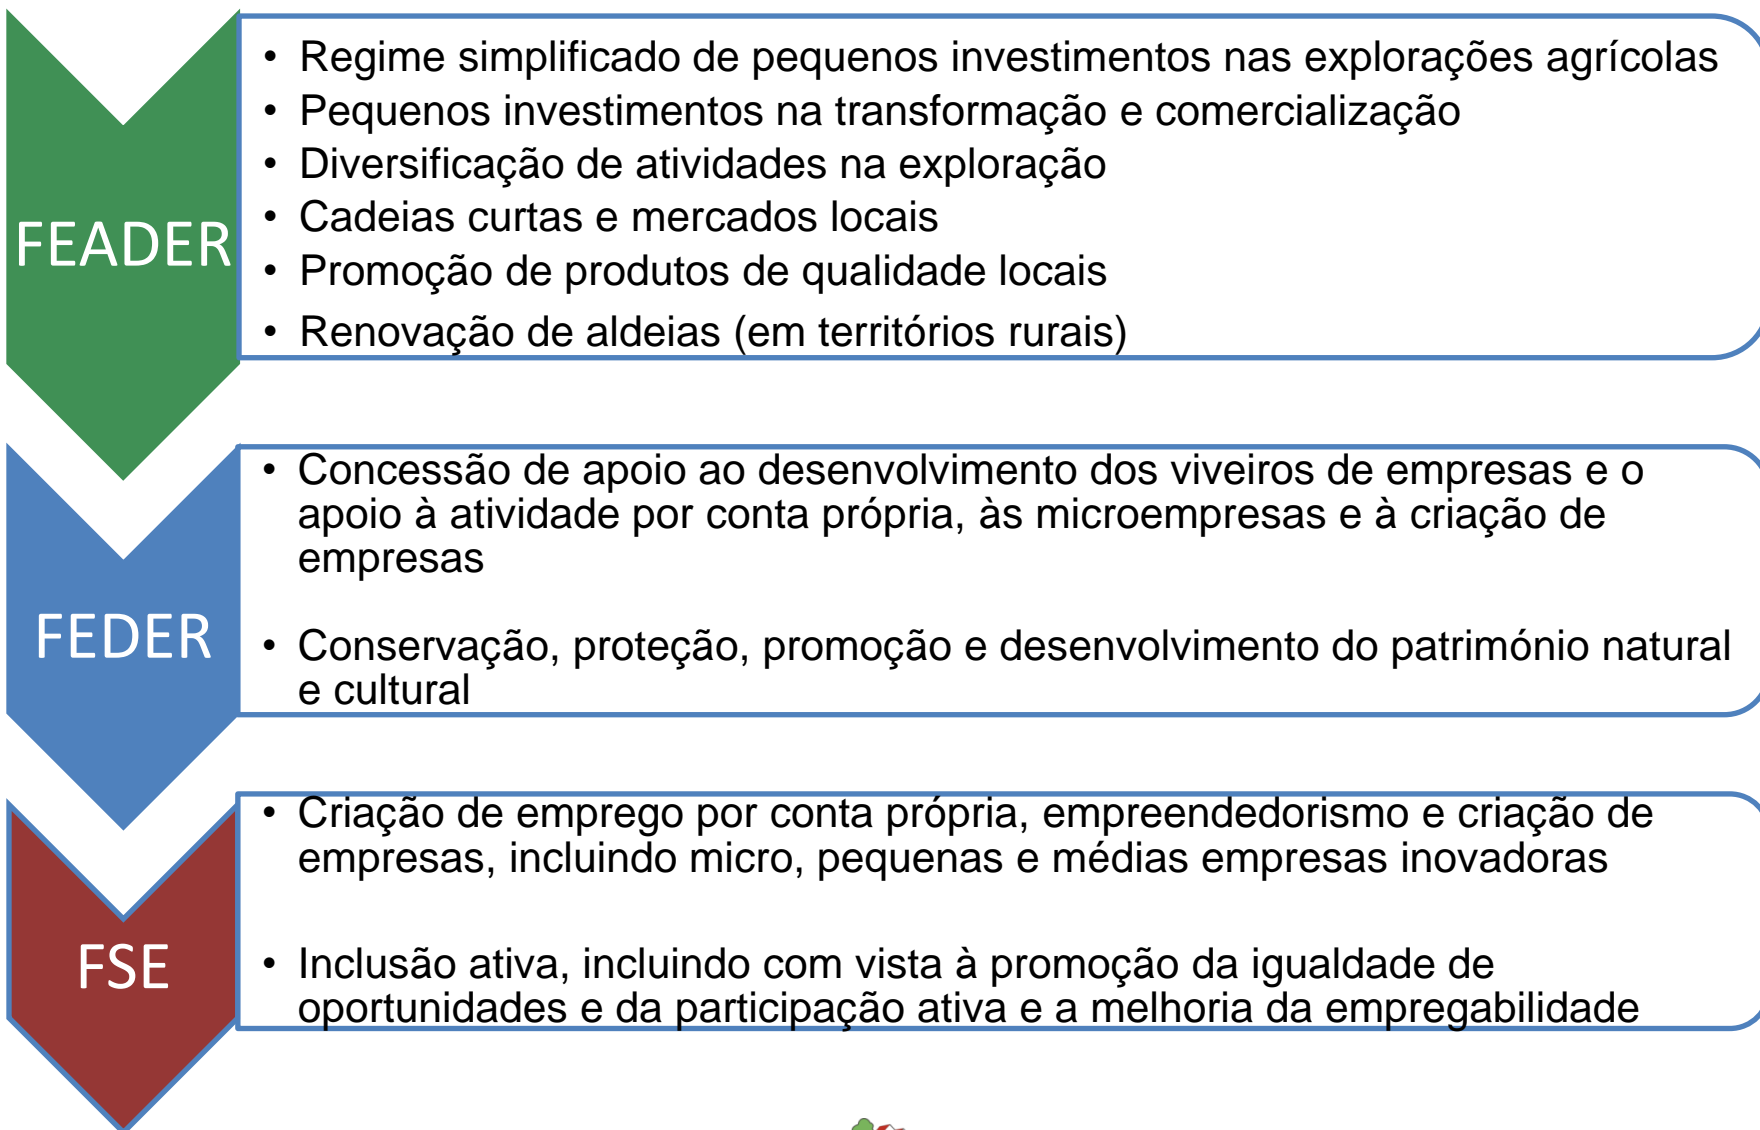 FEADER
• Regime simplificado de pequenos investimentos nas explorações agrícolas
• Pequenos investimentos na transformação e comercialização
• Diversificação de atividades na exploração
• Cadeias curtas e mercados locais
• Promoção de produtos de qualidade locais
• Renovação de aldeias (em territórios rurais)
FEDER
• Concessão de apoio ao desenvolvimento dos viveiros de empresas e o
apoio à atividade por conta própria, às microempresas e à criação de
empresas
• Conservação, proteção, promoção e desenvolvimento do património natural
e cultural
FSE
• Criação de emprego por conta própria, empreendedorismo e criação de
empresas, incluindo micro, pequenas e médias empresas inovadoras
• Inclusão ativa, incluindo com vista à promoção da igualdade de
oportunidades e da participação ativa e a melhoria da empregabilidade